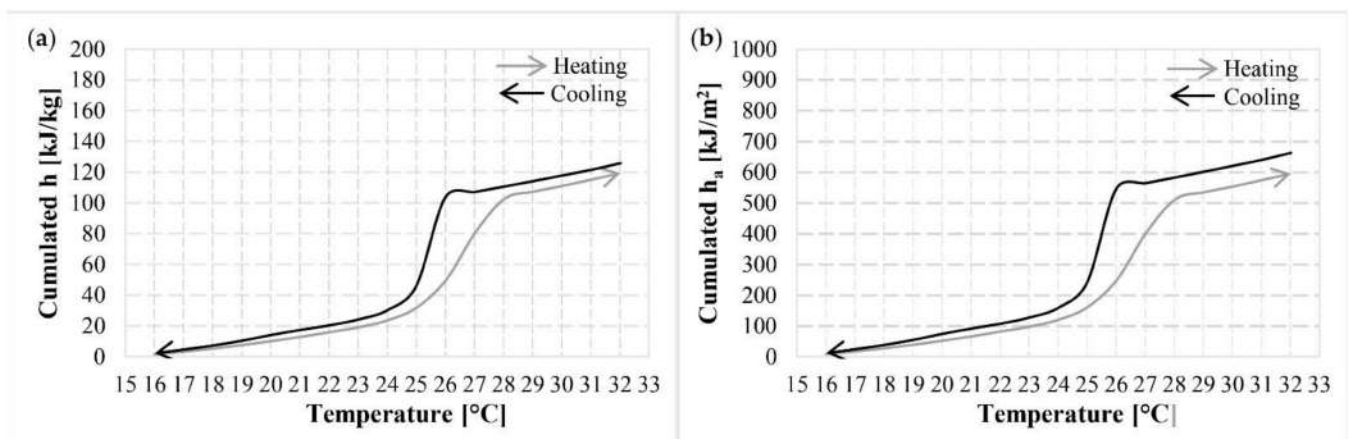 (a)
Cumulated h [kJ/kg]
200
180
160
140
120
100
80
60
40
20
0
Heating
Cooling
15 16 17 18 19 20 21 22 23 24 25 26 27 28 29 30 31 32 33
Temperature [°C]
(b)
Cumulated hₐ [kJ/m²]
1000
900
800
700
600
500
400
300
200
100
0
Heating
Cooling
15 16 17 18 19 20 21 22 23 24 25 26 27 28 29 30 31 32 33
Temperature [°C]